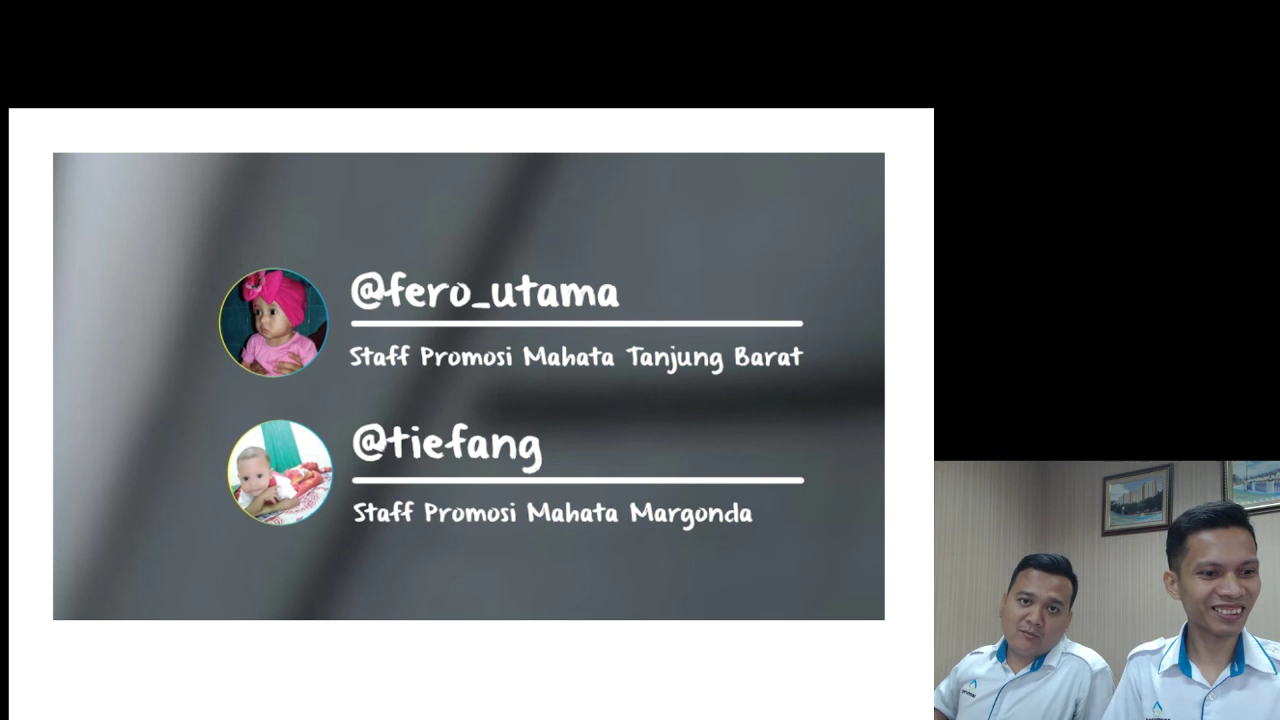 @fero_utama
Staff Promosi Mahata Tanjung Barat
@tiefang
Staff Promosi Mahata Margonda